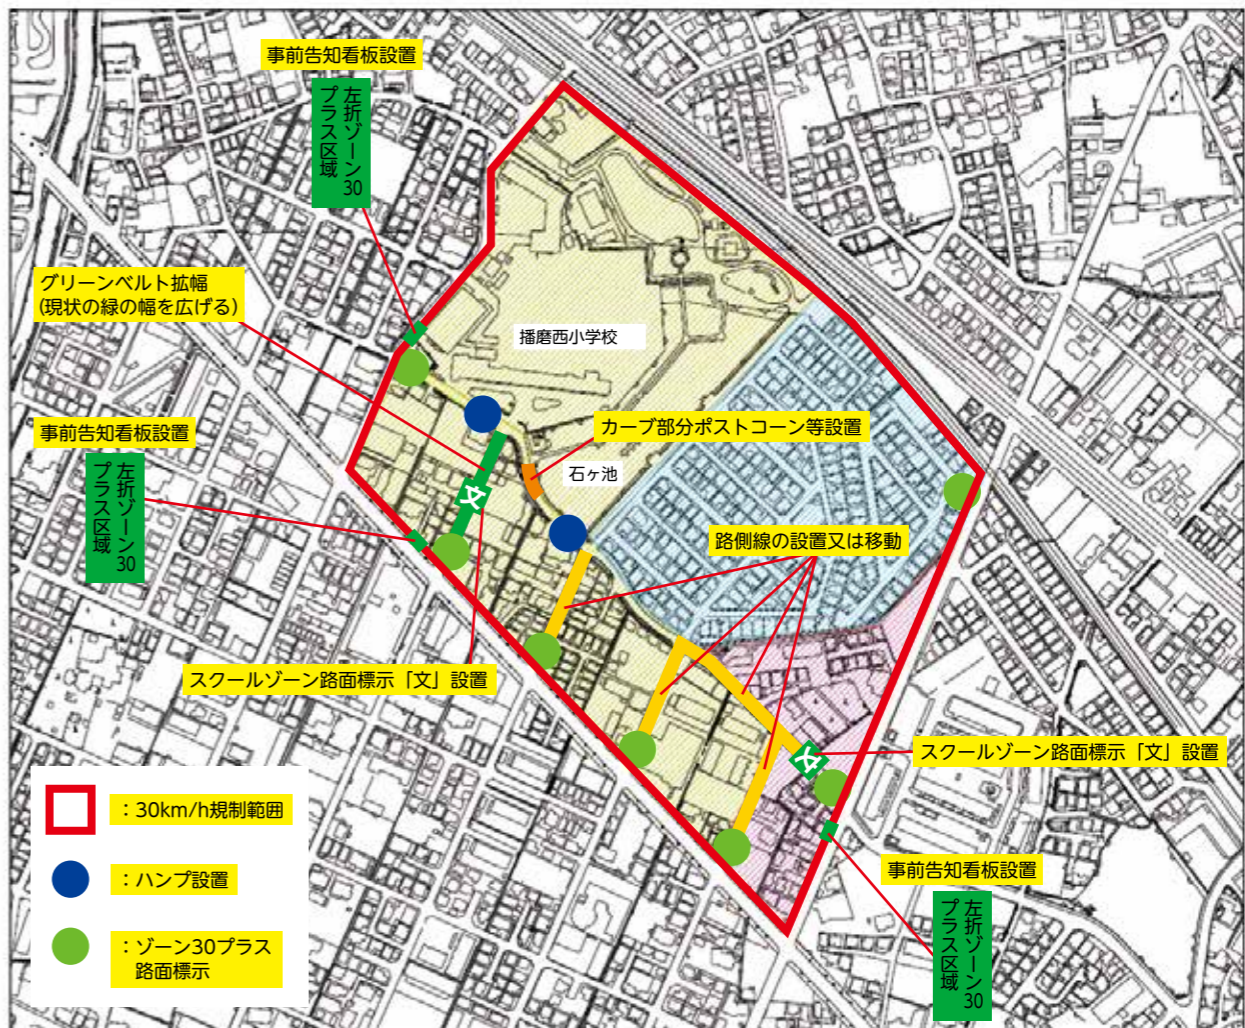 事前告知看板設置
左折ゾーン30
プラス区域
グリーンベルト拡幅
(現状の緑の幅を広げる)
播磨西小学校
事前告知看板設置
左折ゾーン30
プラス区域
カーブ部分ポストコーン等設置
石ヶ池
文
路側線の設置又は移動
スクールゾーン路面標示「文」設置
文
スクールゾーン路面標示「文」設置
事前告知看板設置
左折ゾーン30
プラス区域
:30km/h規制範囲
:ハンプ設置
:ゾーン30プラス
路面標示